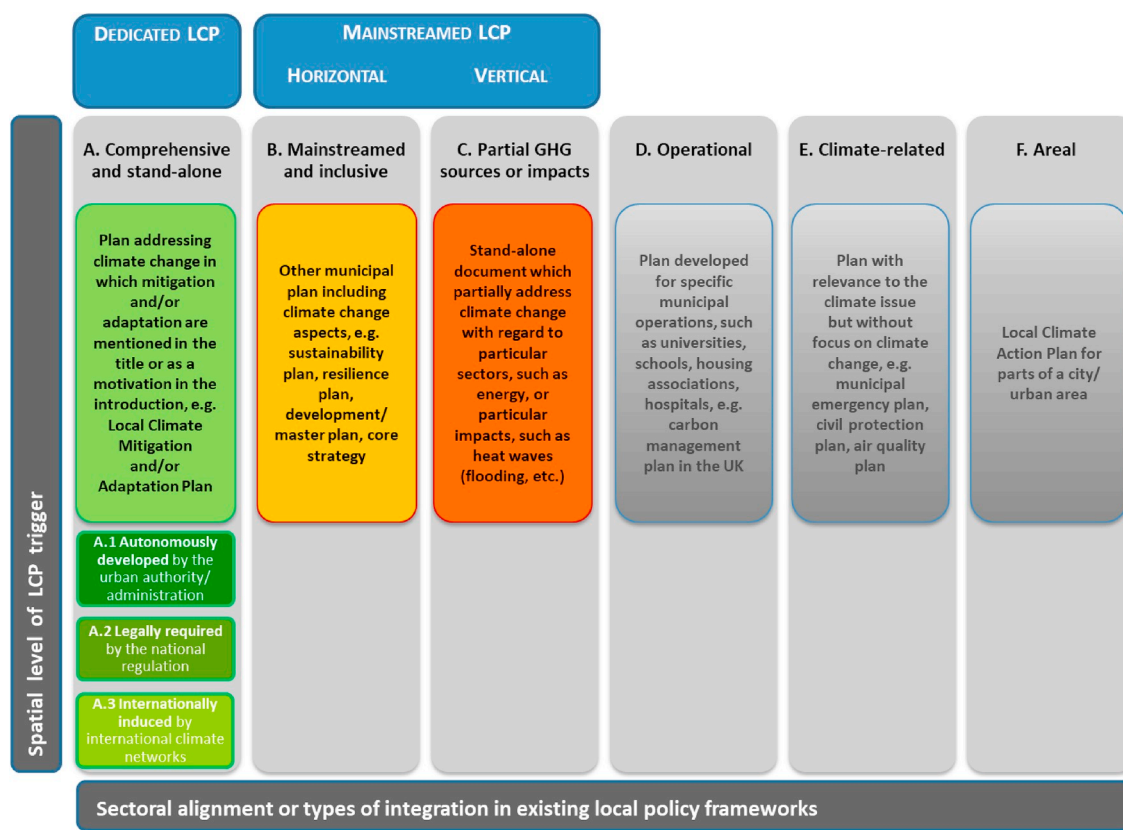 DEDICATED LCP
MAINSTREAMED LCP
HORIZONTAL
VERTICAL
Spatial level of LCP trigger
A. Comprehensive
and stand-alone
Plan addressing
climate change in
which mitigation
and/or
adaptation are
mentioned in the
title or as a
motivation in the
introduction, e.g.
Local Climate
Mitigation
and/or
Adaptation Plan
A.1 Autonomously
developed by the
urban authority/
administration
A.2 Legally required
by the national
regulation
A.3 Internationally
induced by
international climate
networks
B. Mainstreamed
and inclusive
Other municipal
plan including
climate change
aspects, e.g.
sustainability
plan, resilience
plan,
development/
master plan, core
strategy
C. Partial GHG
sources or impacts
Stand-alone
document which
partially address
climate change
with regard to
particular
sectors, such as
energy, or
particular
impacts, such as
heat waves
(flooding, etc.)
D. Operational
Plan developed
for specific
municipal
operations, such
as universities,
schools, housing
associations,
hospitals, e.g.
carbon
management
plan in the UK
E. Climate-related
Plan with
relevance to the
climate issue
but without
focus on climate
change, e.g.
municipal
emergency plan,
civil protection
plan, air quality
plan
F. Areal
Local Climate
Action Plan for
parts of a city/
urban area
Sectoral alignment or types of integration in existing local policy frameworks